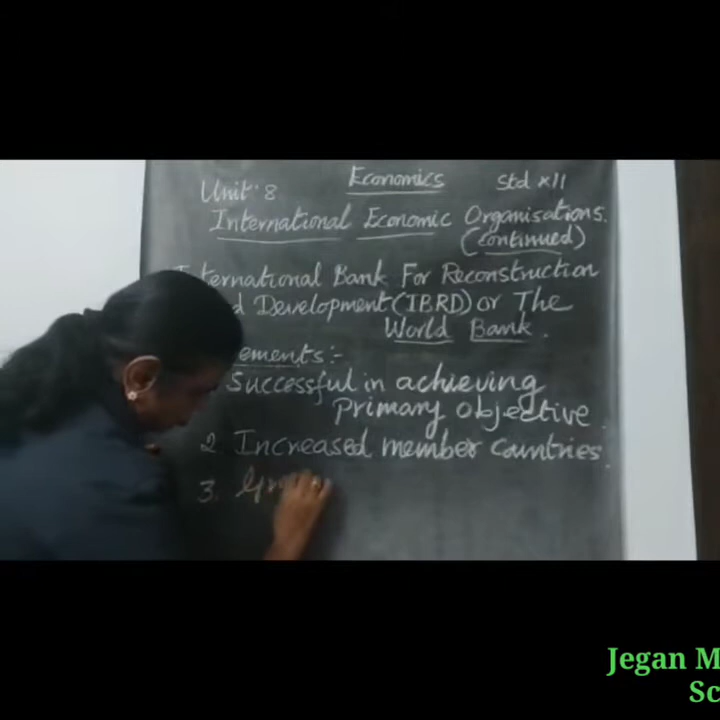 Economics
Unit: 8
Std XII
International Economic Organisations.
(continued)
ternational Bank For Reconstruction
d Development (IBRD) or The
World Bank.
ements:-
Successful in achieving
Primary objective.
2. Increased member countries.
3.
Jegan M
Sc